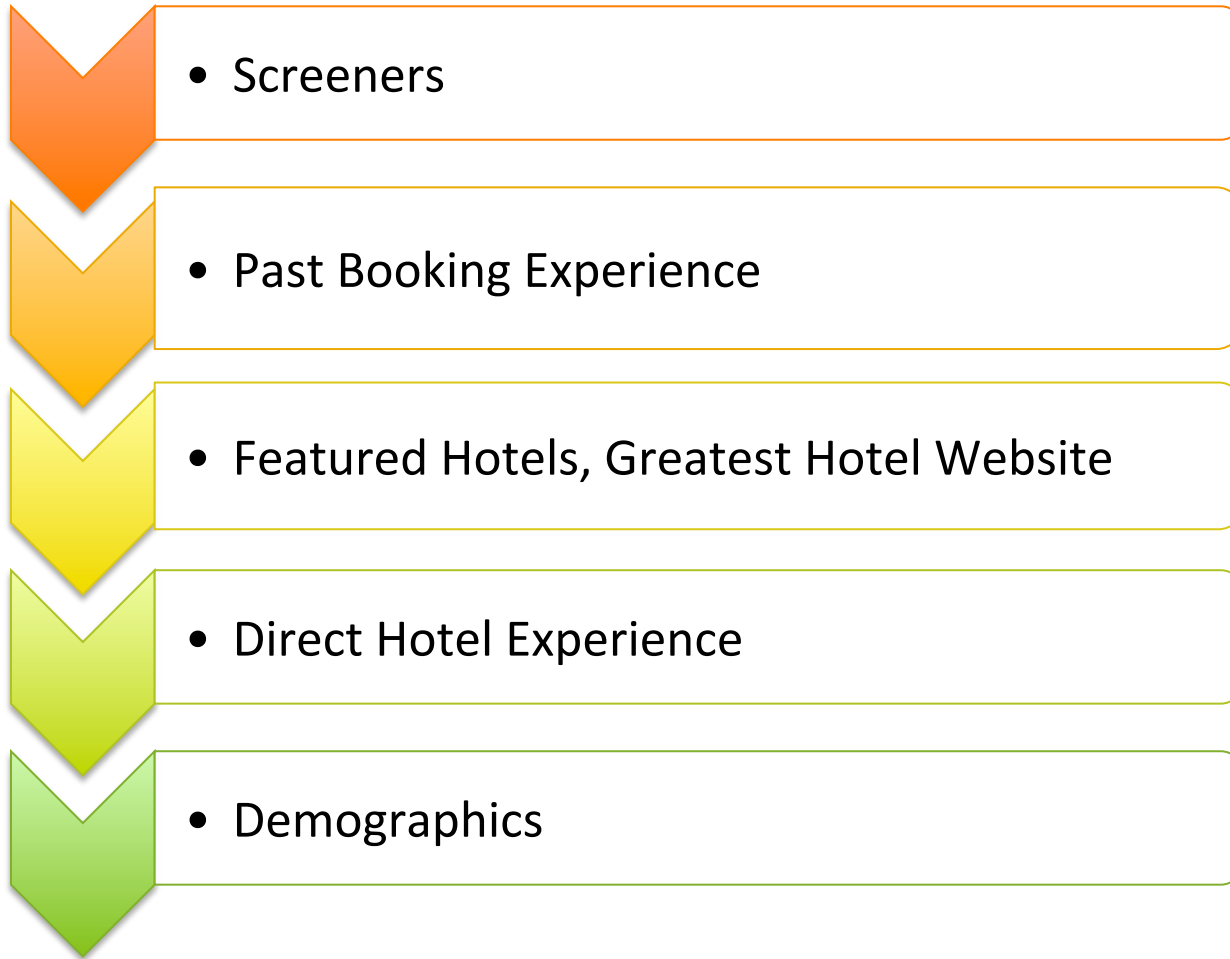 • Screeners
• Past Booking Experience
• Featured Hotels, Greatest Hotel Website
• Direct Hotel Experience
• Demographics